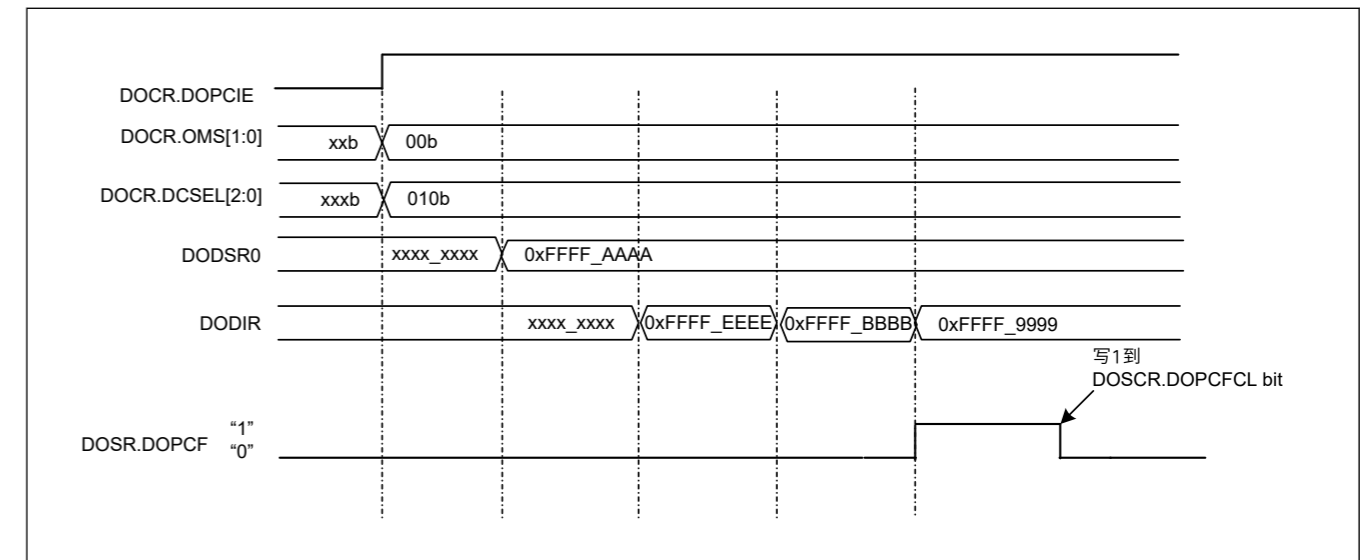 DOCR.DOPCIE
DOCR.OMS[1:0] xxb 00b
DOCR.DCSEL[2:0] xxxb 010b
DODSR0 xxxx_xxxx 0xFFFF_AAAA
DODIR xxxx_xxxx 0xFFFF_EEEE 0xFFFF_BBBB 0xFFFF_9999
写1到
DOSCR.DOPCFCL bit
“1”
DOSR.DOPCF
“0”